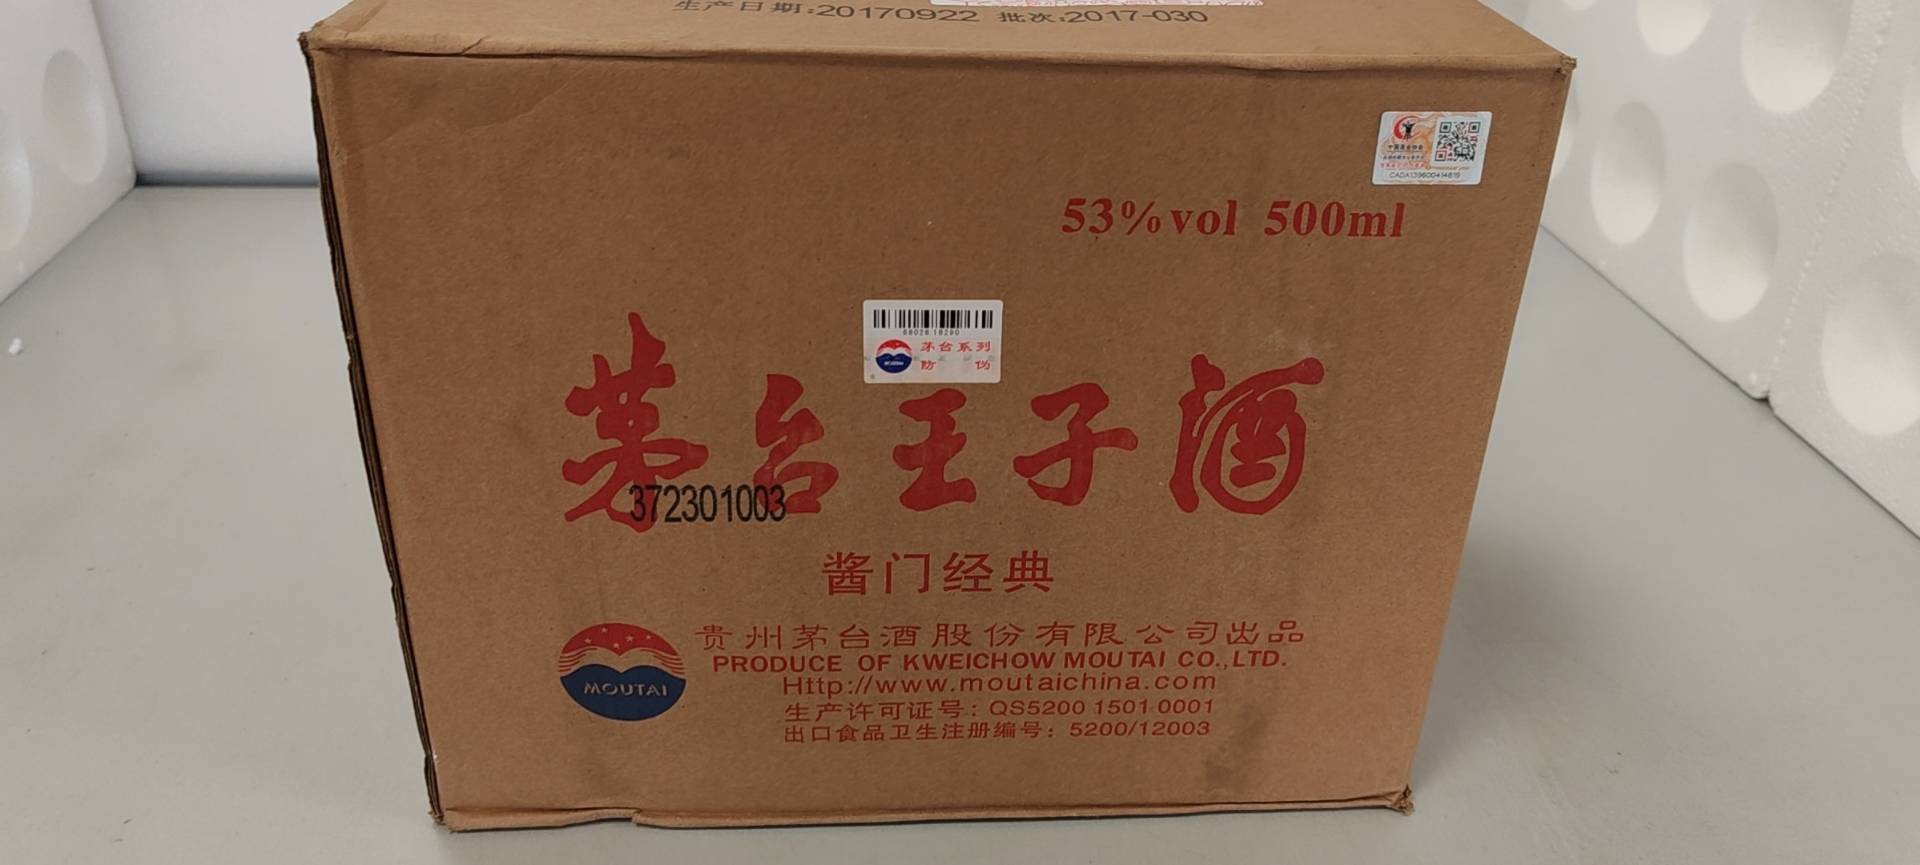 生产日期:20170922 批次:2017-030
CADA139600414819
53%vol 500ml
68026 18290
茅台系列
防 伪
茅台王子酒
372301003
酱门经典
贵州茅台酒股份有限公司出品
PRODUCE OF KWEICHOW MOUTAI CO.,LTD.
MOUTAI
Http://www.moutaichina.com
生产许可证号: QS5200 1501 0001
出口食品卫生注册编号: 5200/12003